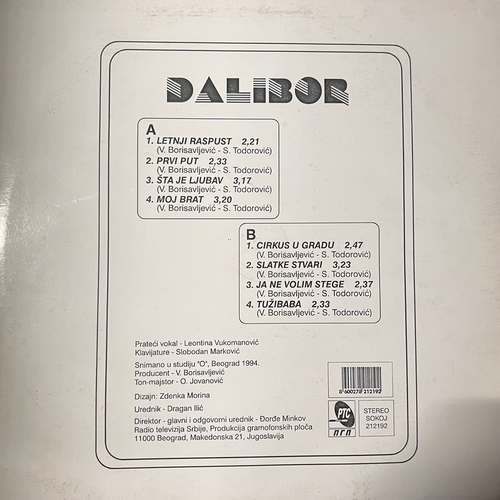 DALIBOR
A
1. LETNJI RASPUST 2,21
(V. Borisavljević - S. Todorović)
2. PRVI PUT 2,33
(V. Borisavljević - S. Todorović)
3. ŠTA JE LJUBAV 3,17
(V. Borisavljević - S. Todorović)
4. MOJ BRAT 3,20
(V. Borisavljević - S. Todorović)
B
1. CIRKUS U GRADU 2,47
(V. Borisavljević - S. Todorović)
2. SLATKE STVARI 3,23
(V. Borisavljević - S. Todorović)
3. JA NE VOLIM STEGE 2,37
(V. Borisavljević - S. Todorović)
4. TUŽIBABA 2,33
(V. Borisavljević - S. Todorović)
Prateći vokal - Leontina Vukomanović
Klavijature - Slobodan Marković
Snimano u studiju "O", Beograd 1994.
Producent - V. Borisavljević
Ton-majstor - O. Jovanović
Dizajn: Zdenka Morina
Urednik - Dragan Ilić
Direktor - glavni i odgovorni urednik - Đorđe Minkov
Radio televizija Srbije, Produkcija gramofonskih ploča
11000 Beograd, Makedonska 21, Jugoslavija
8 600278 212192
РТС
пгп
STEREO
SOKOJ
212192